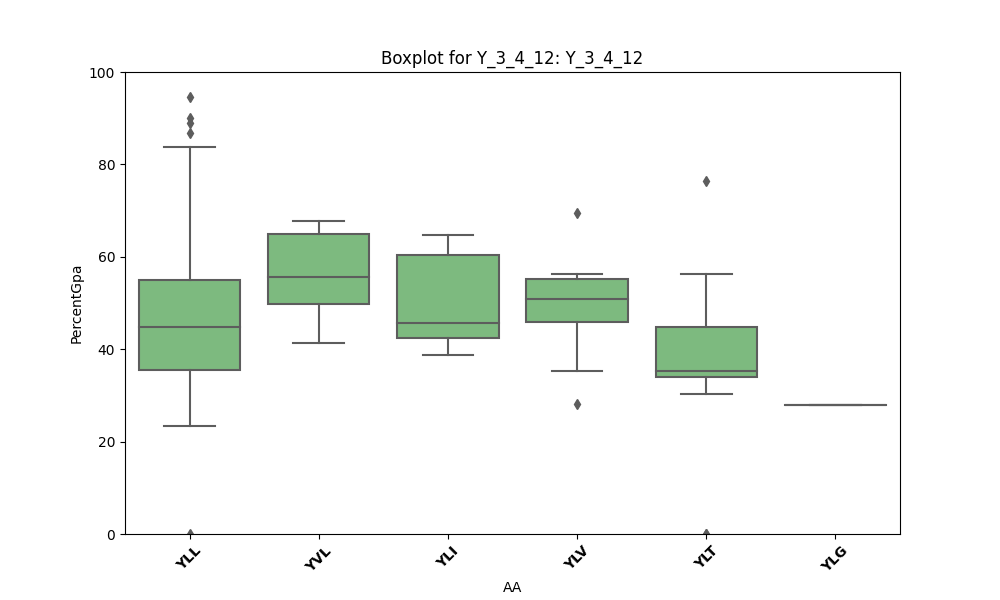 Boxplot for Y_3_4_12: Y_3_4_12
100
80
60
40
20
0
PercentGpa
YLL
YVL
YLI
YLV
YLT
YLG
AA